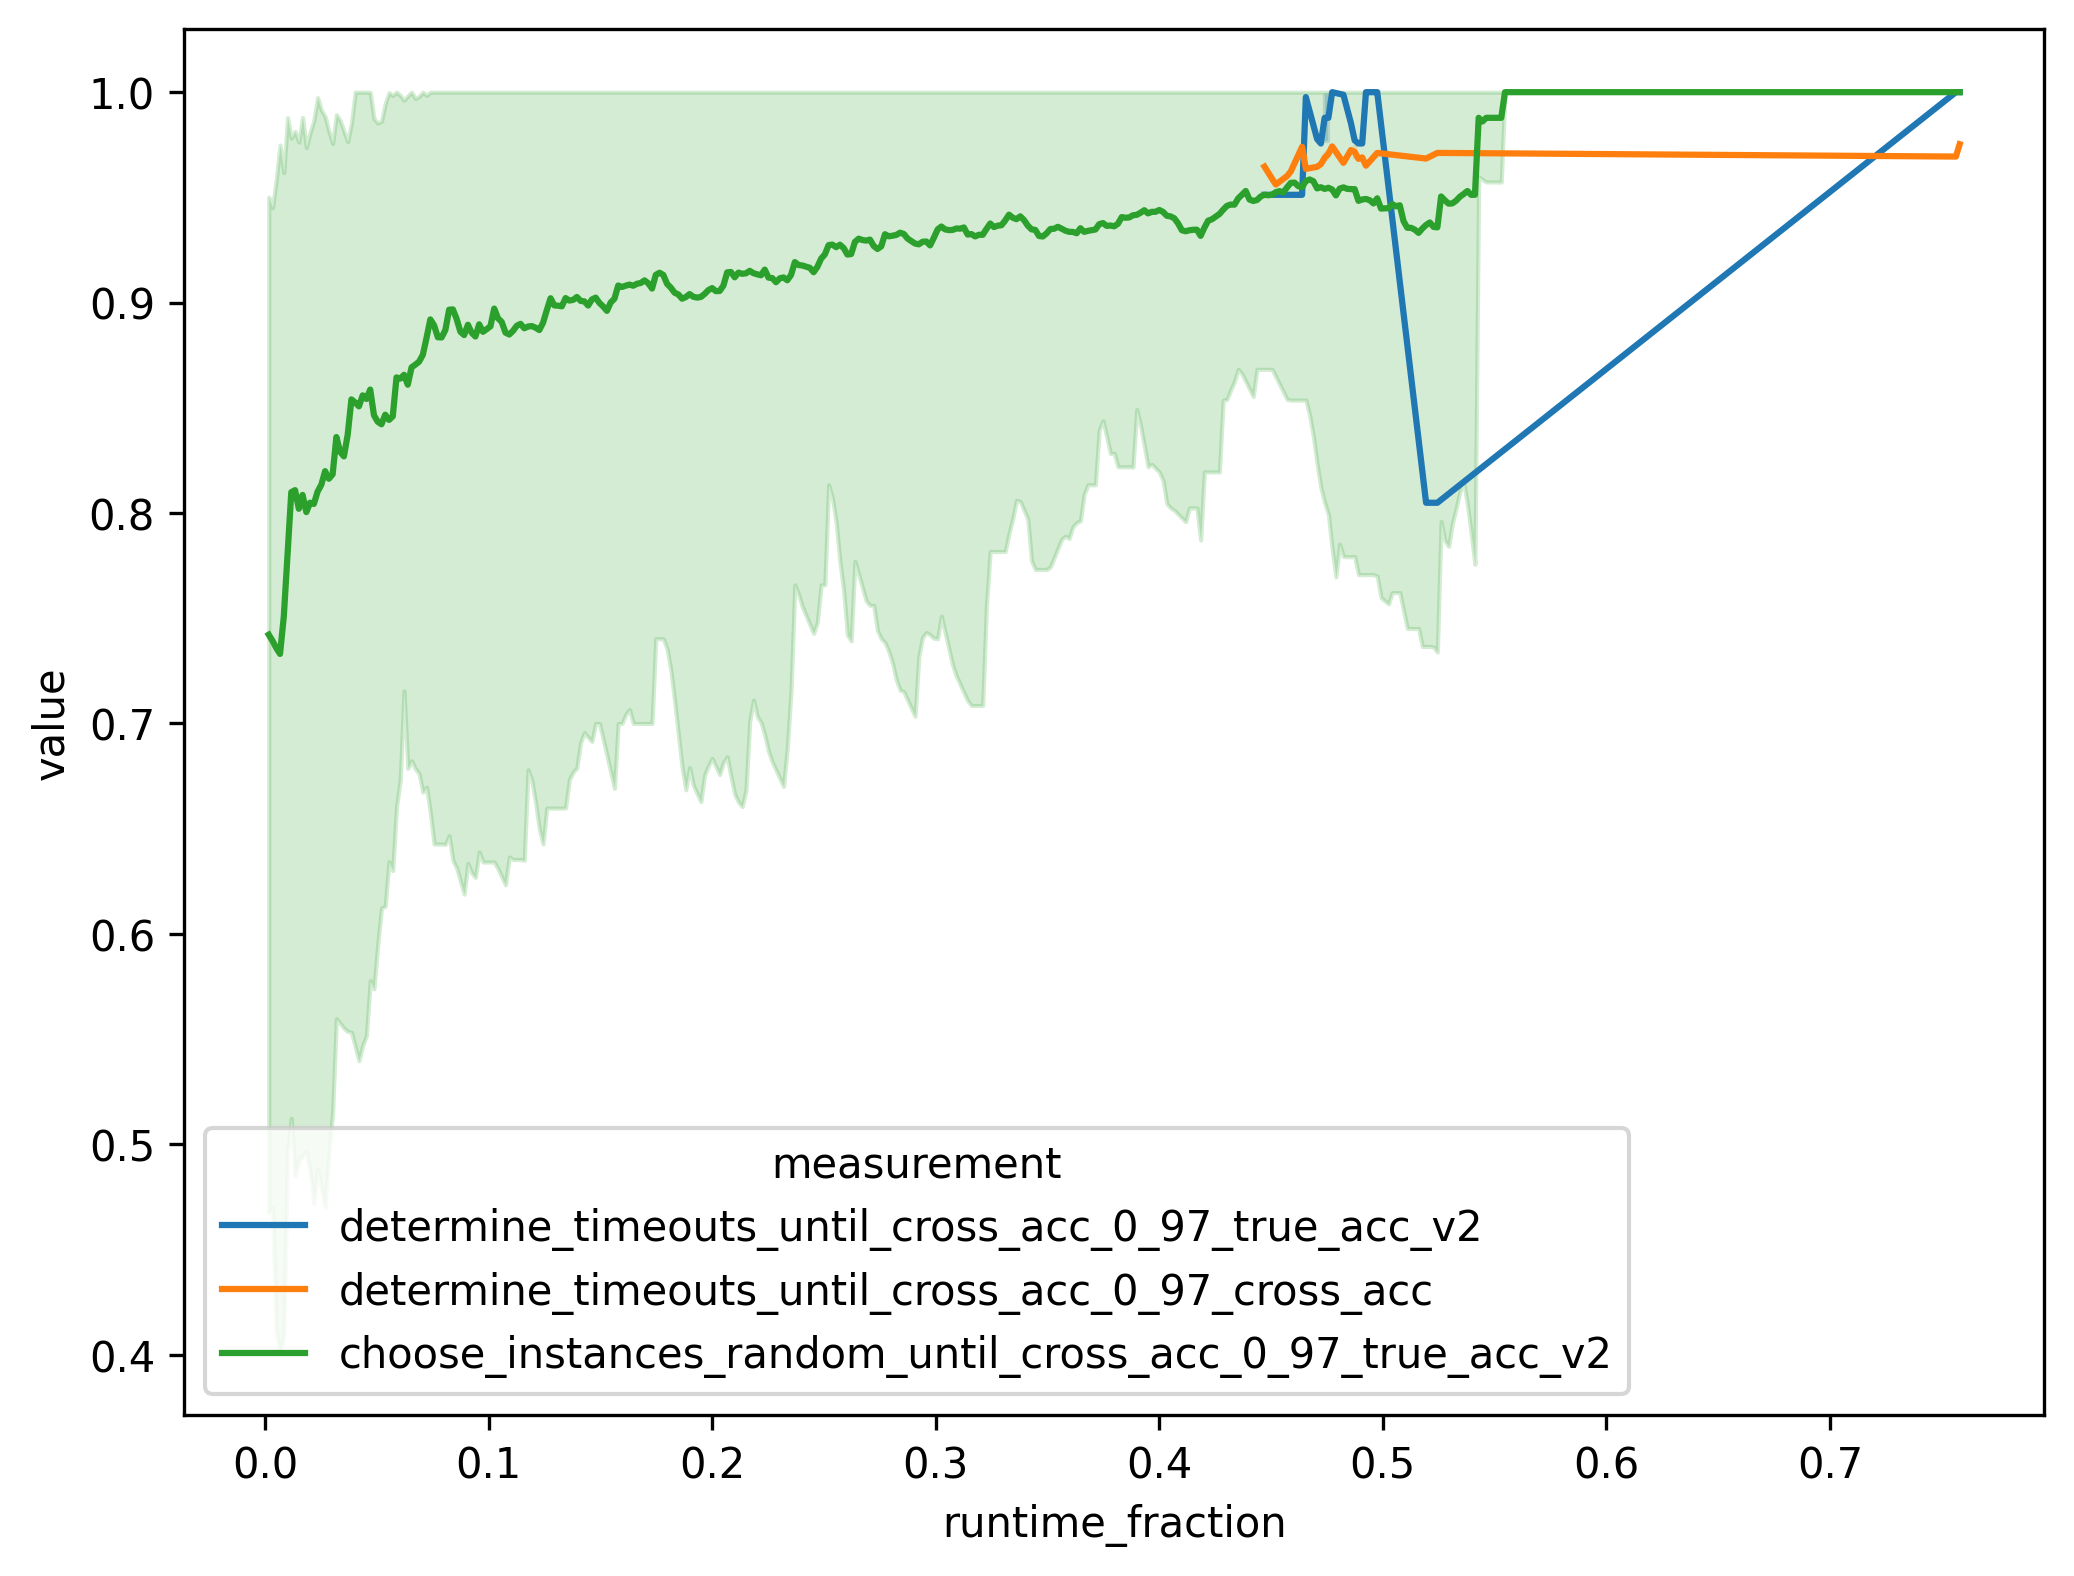 1.0
0.9
0.8
0.7
0.6
0.5
0.4
value
measurement
determine_timeouts_until_cross_acc_0_97_true_acc_v2
determine_timeouts_until_cross_acc_0_97_cross_acc
choose_instances_random_until_cross_acc_0_97_true_acc_v2
0.0 0.1 0.2 0.3 0.4 0.5 0.6 0.7
runtime_fraction